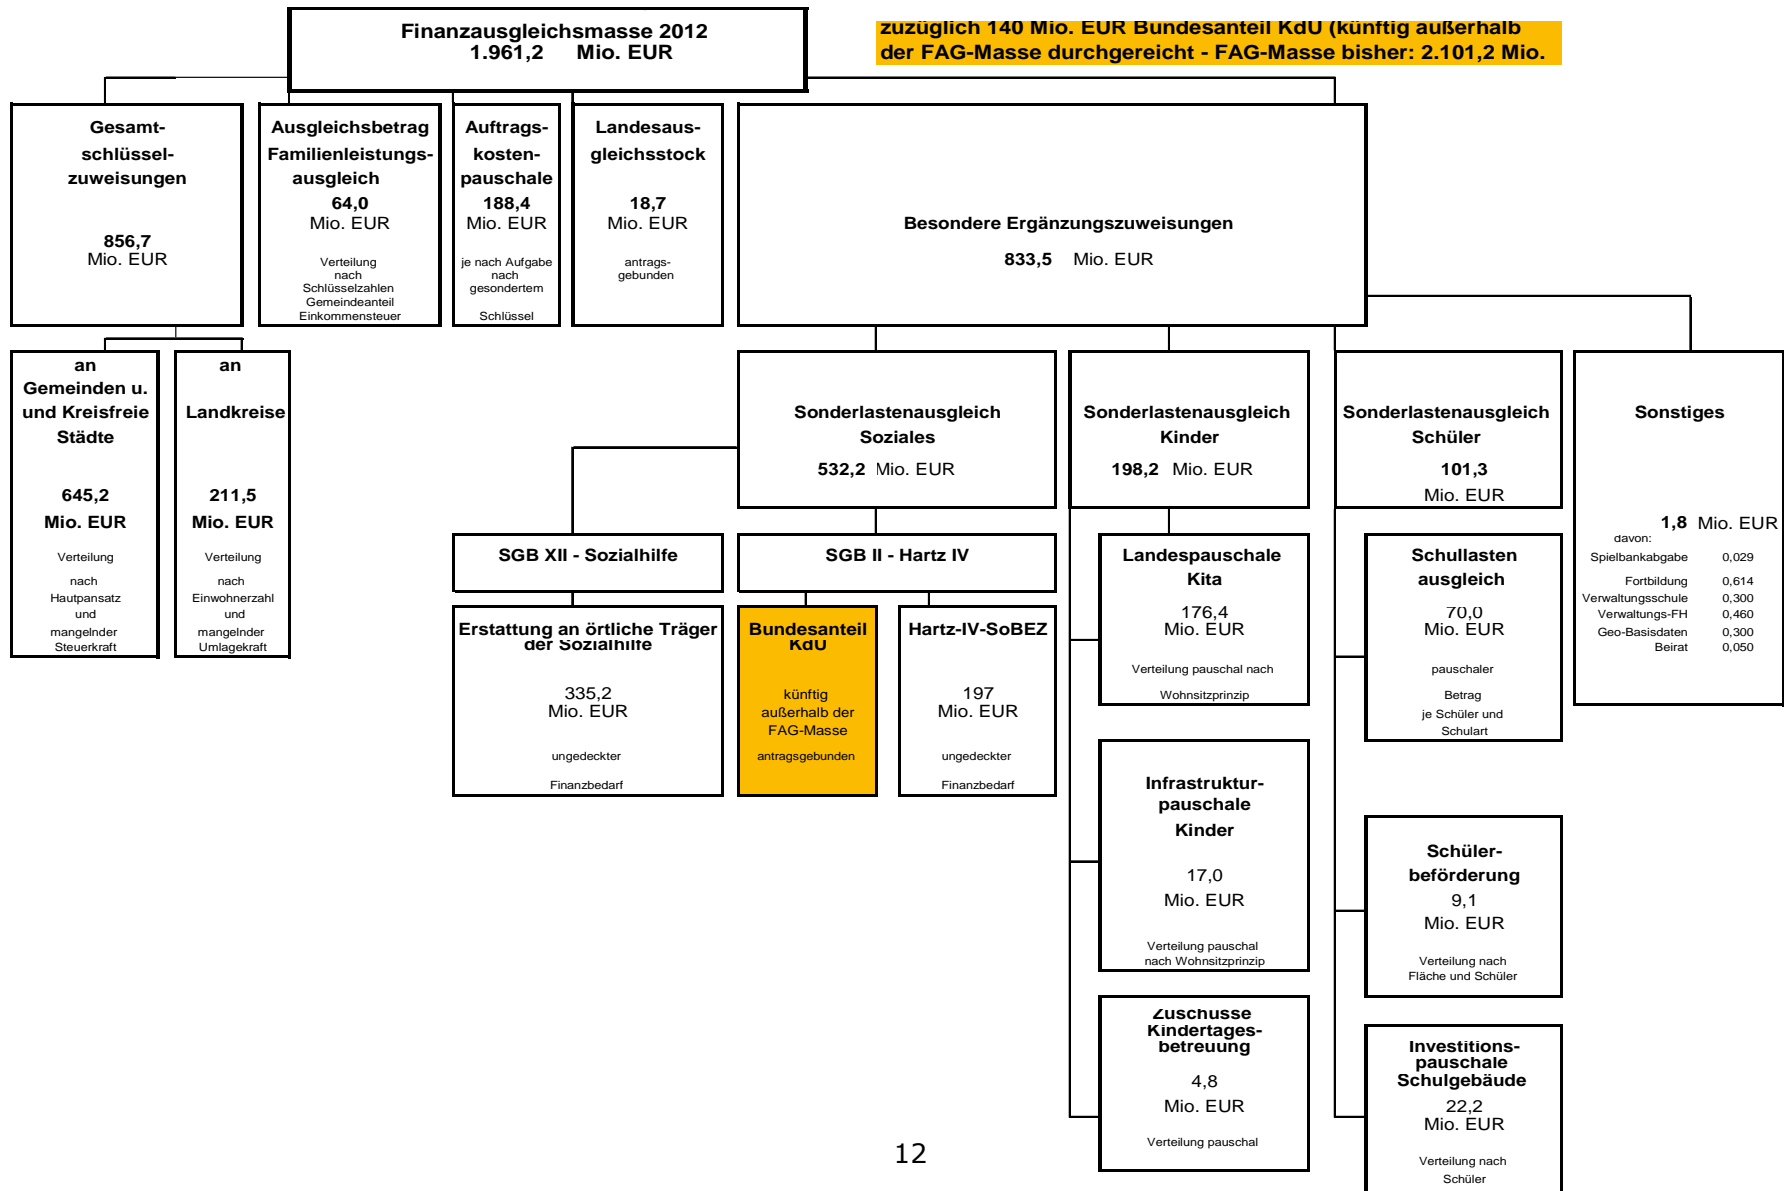 Finanzausgleichsmasse 2012
1.961,2 Mio. EUR
zuzüglich 140 Mio. EUR Bundesanteil KdU (künftig außerhalb
der FAG-Masse durchgereicht - FAG-Masse bisher: 2.101,2 Mio.
Gesamt-
schlüssel-
zuweisungen
856,7
Mio. EUR
Ausgleichsbetrag
Familienleistungs-
ausgleich
64,0
Mio. EUR
Verteilung
nach
Schlüsselzahlen
Gemeindeanteil
Einkommensteuer
Auftrags-
kosten-
pauschale
188,4
Mio. EUR
je nach Aufgabe
nach
gesondertem
Schlüssel
Landesaus-
gleichsstock
18,7
Mio. EUR
antrags-
gebunden
Besondere Ergänzungszuweisungen
833,5 Mio. EUR
an
Gemeinden u.
und Kreisfreie
Städte
645,2
Mio. EUR
Verteilung
nach
Hautpansatz
und
mangelnder
Steuerkraft
an
Landkreise
211,5
Mio. EUR
Verteilung
nach
Einwohnerzahl
und
mangelnder
Umlagekraft
Sonderlastenausgleich
Soziales
532,2 Mio. EUR
Sonderlastenausgleich
Kinder
198,2 Mio. EUR
Sonderlastenausgleich
Schüler
101,3
Mio. EUR
Sonstiges
1,8 Mio. EUR
davon:
Spielbankabgabe 0,029
Fortbildung 0,614
Verwaltungsschule 0,300
Verwaltungs-FH 0,460
Geo-Basisdaten 0,300
Beirat 0,050
SGB XII - Sozialhilfe
SGB II - Hartz IV
Erstattung an örtliche Träger
der Sozialhilfe
335,2
Mio. EUR
ungedeckter
Finanzbedarf
Bundesanteil
KdU
künftig
außerhalb der
FAG-Masse
antragsgebunden
Hartz-IV-SoBEZ
197
Mio. EUR
ungedeckter
Finanzbedarf
Landespauschale
Kita
176,4
Mio. EUR
Verteilung pauschal nach
Wohnsitzprinzip
Infrastruktur-
pauschale
Kinder
17,0
Mio. EUR
Verteilung pauschal
nach Wohnsitzprinzip
Zuschüsse
Kindertages-
betreuung
4,8
Mio. EUR
Verteilung pauschal
Schullasten
ausgleich
70,0
Mio. EUR
pauschaler
Betrag
je Schüler und
Schulart
Schüler-
beförderung
9,1
Mio. EUR
Verteilung nach
Fläche und Schüler
Investitions-
pauschale
Schulgebäude
22,2
Mio. EUR
Verteilung nach
Schüler
12